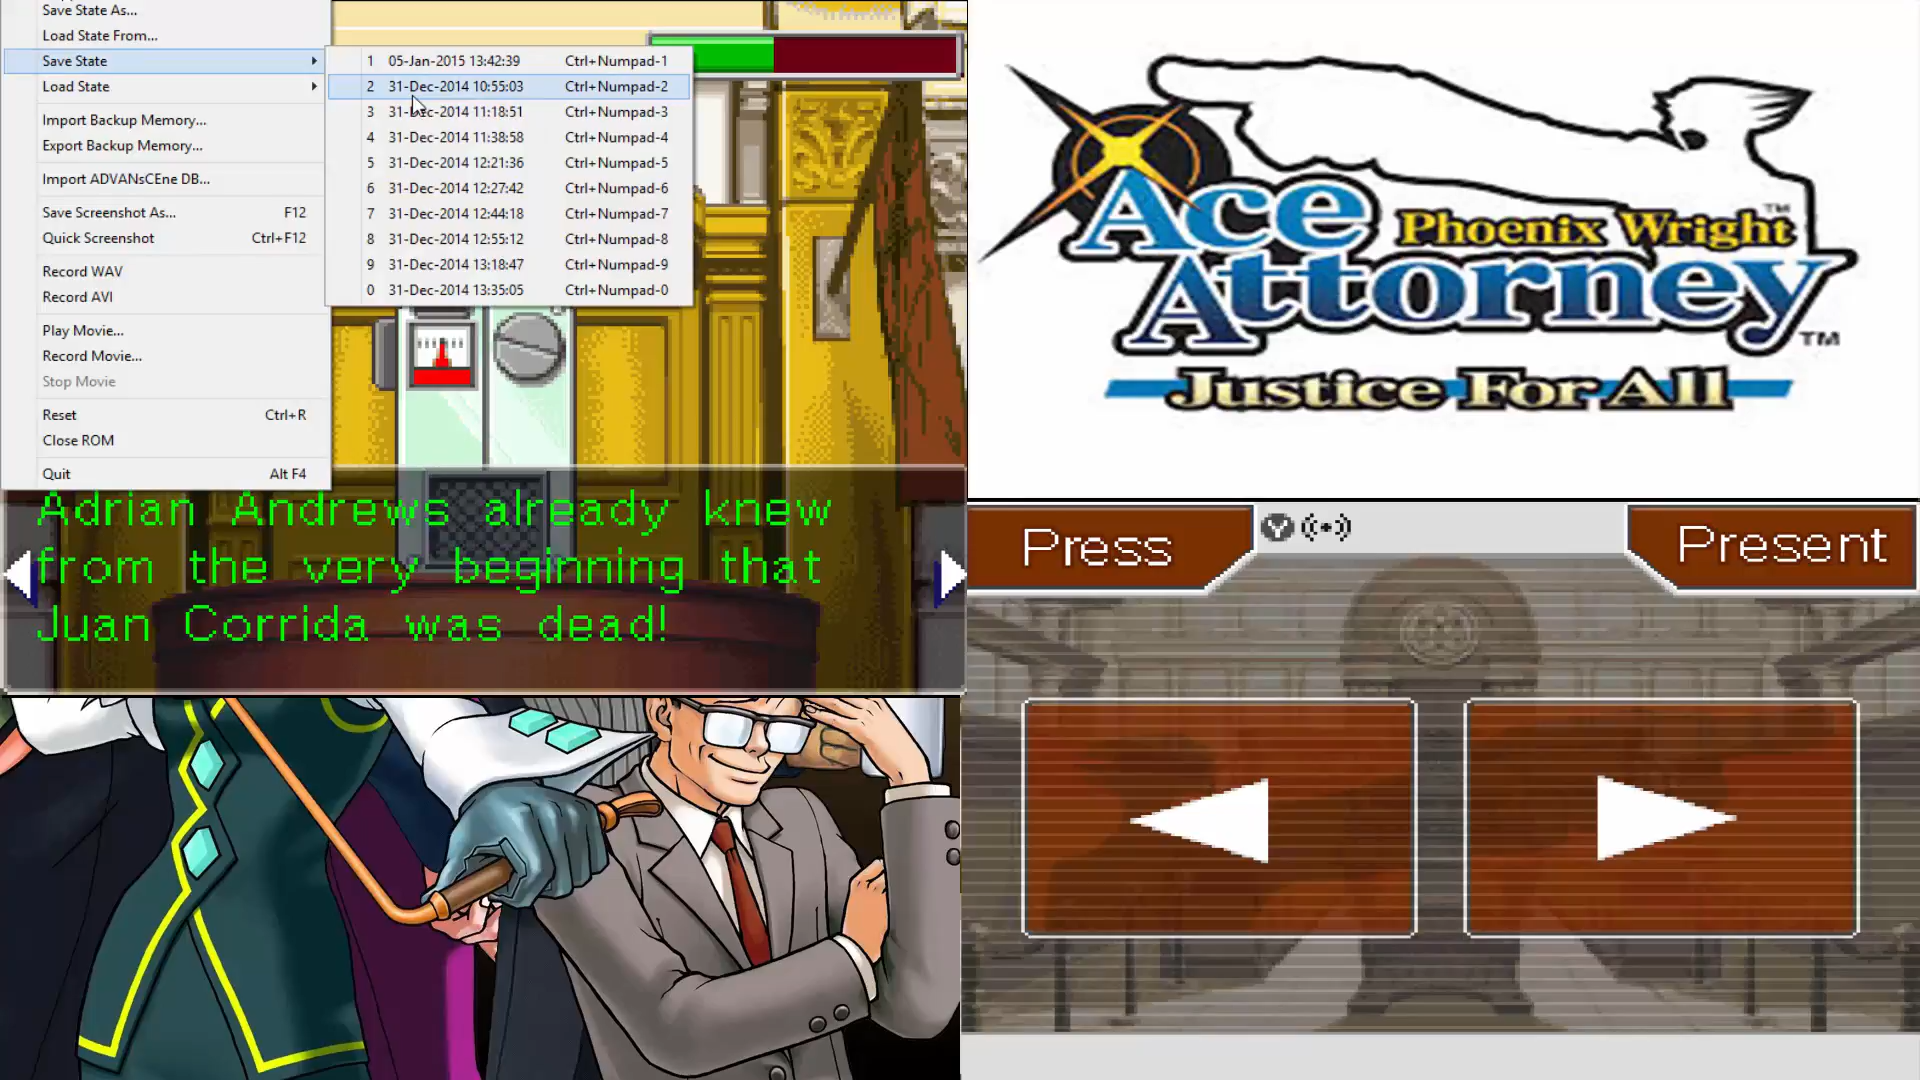 Save State As...
Load State From...
Save State
Load State
Import Backup Memory...
Export Backup Memory...
Import ADVANsCEne DB...
Save Screenshot As... F12
Quick Screenshot Ctrl+F12
Record WAV
Record AVI
Play Movie...
Record Movie...
Stop Movie
Reset Ctrl+R
Close ROM
Quit Alt F4
1 05-Jan-2015 13:42:39 Ctrl+Numpad-1
2 31-Dec-2014 10:55:03 Ctrl+Numpad-2
3 31-Dec-2014 11:18:51 Ctrl+Numpad-3
4 31-Dec-2014 11:38:58 Ctrl+Numpad-4
5 31-Dec-2014 12:21:36 Ctrl+Numpad-5
6 31-Dec-2014 12:27:42 Ctrl+Numpad-6
7 31-Dec-2014 12:44:18 Ctrl+Numpad-7
8 31-Dec-2014 12:55:12 Ctrl+Numpad-8
9 31-Dec-2014 13:18:47 Ctrl+Numpad-9
0 31-Dec-2014 13:35:05 Ctrl+Numpad-0
Adrian Andrews already knew
from the very beginning that
Juan Corrida was dead!
Phoenix Wright™
Ace
Attorney™
Justice For All
Press
Y
Present